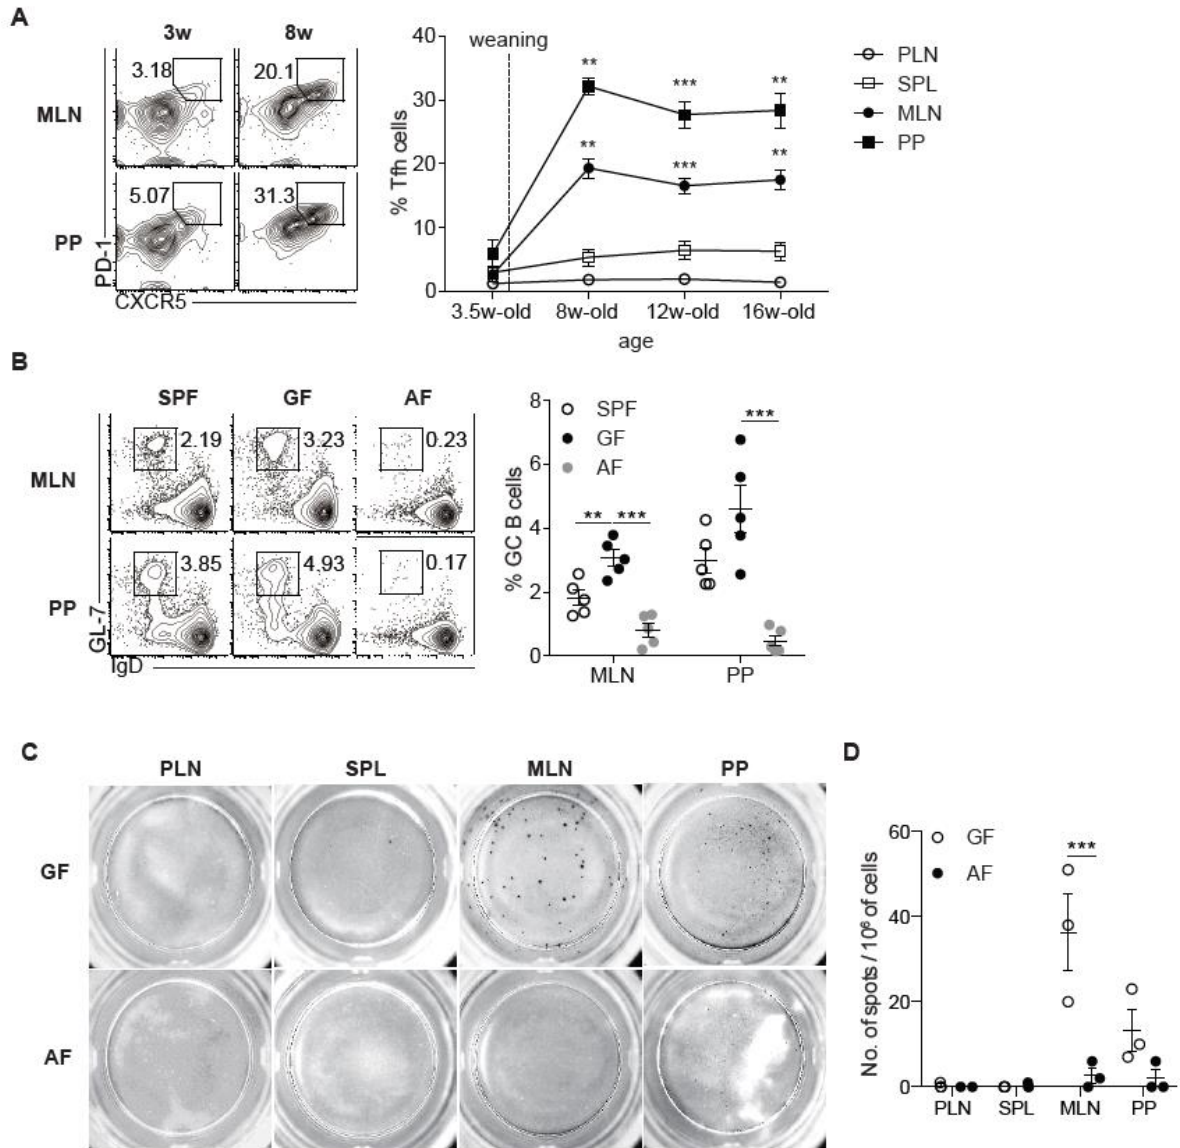 A
3w
8w
MLN
3.18
20.1
PP
5.07
31.3
PD-1
CXCR5
40
30
20
10
0
% Tfh cells
weaning
**
***
**
**
***
**
3.5w-old
8w-old
12w-old
16w-old
age
PLN
SPL
MLN
PP
B
SPF
GF
AF
MLN
2.19
3.23
0.23
PP
3.85
4.93
0.17
GL-7
IgD
8
6
4
2
0
% GC B cells
SPF
GF
AF
**
***
***
MLN
PP
C
PLN
SPL
MLN
PP
GF
AF
D
60
40
20
0
No. of spots / 10⁶ of cells
GF
AF
***
PLN
SPL
MLN
PP